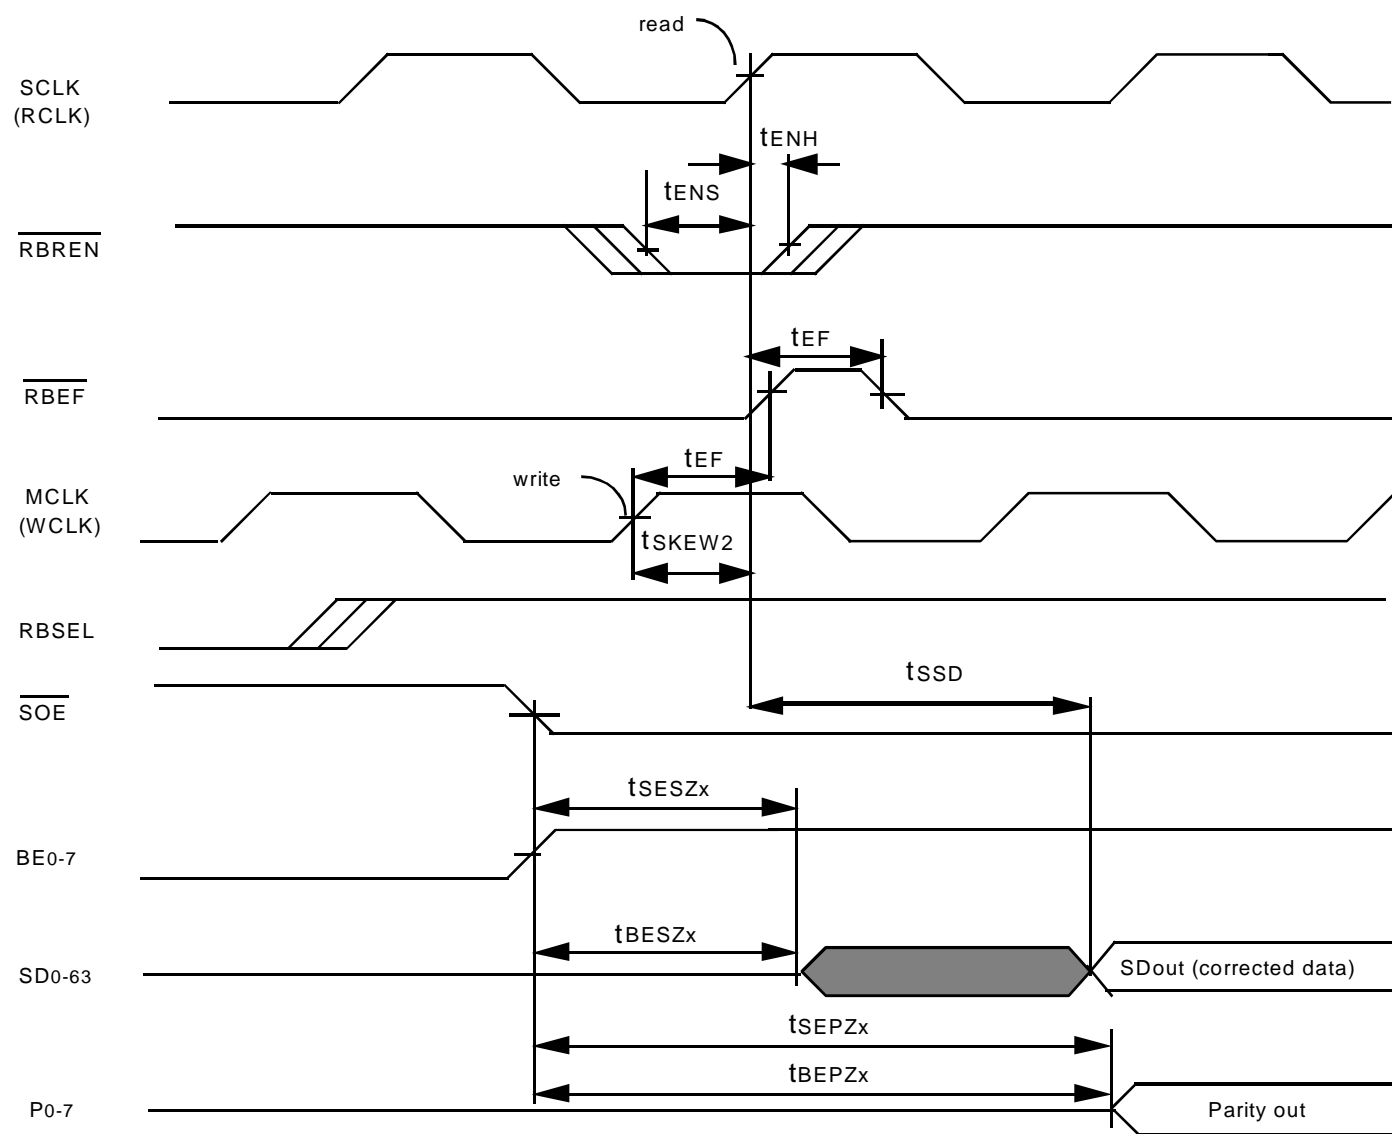 read
SCLK
(RCLK)
tENH
tENS
RBREN
tEF
RBEF
tEF
write
MCLK
(WCLK)
tSKEW2
RBSEL
tSSD
SOE
tSESZx
BE0-7
tBESZx
SD0-63
SDout (corrected data)
tSEPZx
tBEPZx
P0-7
Parity out